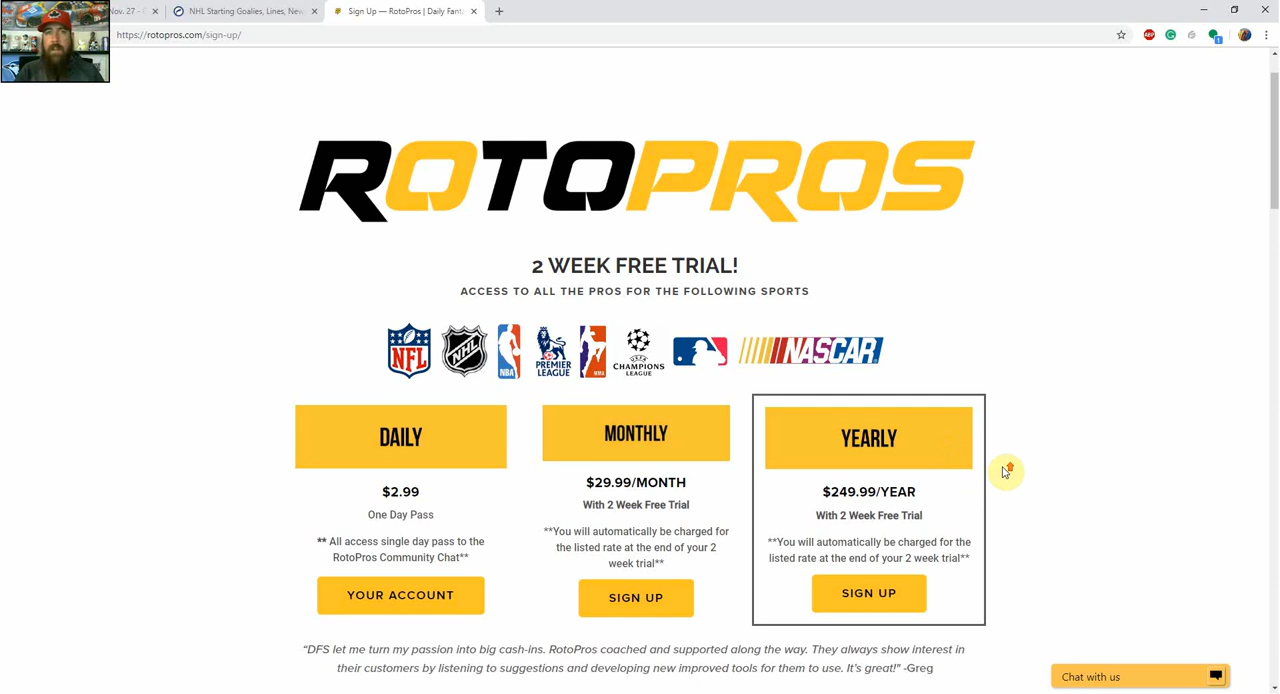 Nov. 27 -
NHL Starting Goalies, Lines, New
Sign Up — RotoPros | Daily Fanta
https://rotopros.com/sign-up/
ABP
1
ROTOPROS
2 WEEK FREE TRIAL!
ACCESS TO ALL THE PROS FOR THE FOLLOWING SPORTS
NFL
NHL
NBA
PREMIER
LEAGUE
MMA
UEFA
CHAMPIONS
LEAGUE
NASCAR
DAILY
$2.99
One Day Pass
** All access single day pass to the
RotoPros Community Chat**
YOUR ACCOUNT
MONTHLY
$29.99/MONTH
With 2 Week Free Trial
**You will automatically be charged for
the listed rate at the end of your 2
week trial**
SIGN UP
YEARLY
$249.99/YEAR
With 2 Week Free Trial
**You will automatically be charged for the
listed rate at the end of your 2 week trial**
SIGN UP
“DFS let me turn my passion into big cash-ins. RotoPros coached and supported along the way. They always show interest in
their customers by listening to suggestions and developing new improved tools for them to use. It’s great!” -Greg
Chat with us